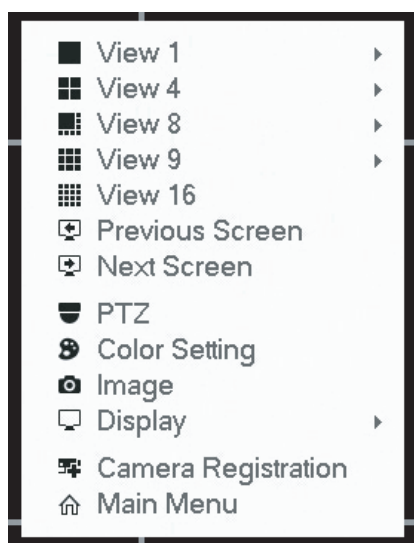 View 1
View 4
View 8
View 9
View 16
Previous Screen
Next Screen
PTZ
Color Setting
Image
Display
Camera Registration
Main Menu